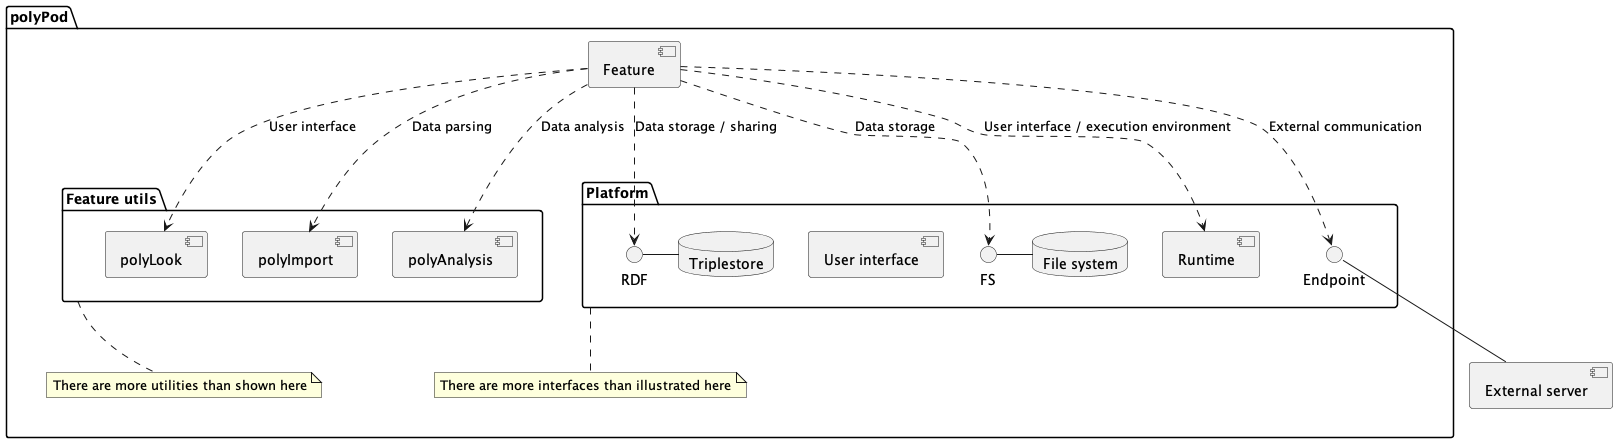 polyPod
Feature
User interface
Data parsing
Data analysis
Data storage / sharing
Data storage
User interface / execution environment
External communication
Feature utils
polyLook
polyImport
polyAnalysis
Platform
RDF
Triplestore
User interface
FS
File system
Runtime
Endpoint
There are more utilities than shown here
There are more interfaces than illustrated here
External server